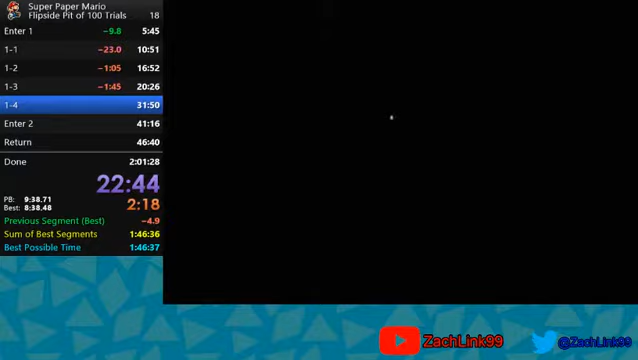 Super Paper Mario
Flipside Pit of 100 Trials 18
Enter 1 −9.8 5:45
1-1 −23.0 10:51
1-2 −1:05 16:52
1-3 −1:45 20:26
1-4 31:50
Enter 2 41:16
Return 46:40
Done 2:01:28
22:44
PB: 9:38.71 2:18
Best: 8:38.48
Previous Segment (Best) −4.9
Sum of Best Segments 1:46:36
Best Possible Time 1:46:37
ZachLink99 @ZachLink99